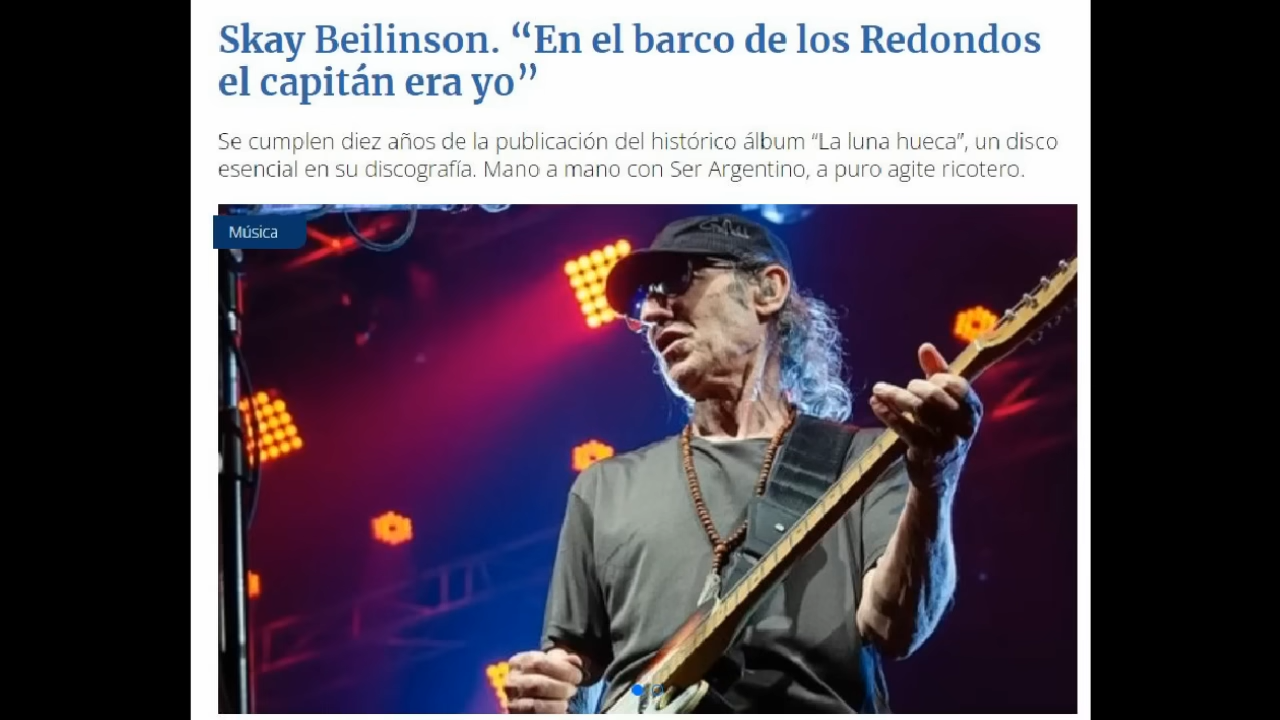 Skay Beilinson. “En el barco de los Redondos
el capitán era yo”
Se cumplen diez años de la publicación del histórico álbum “La luna hueca”, un disco
esencial en su discografía. Mano a mano con Ser Argentino, a puro agite ricotero.
Música